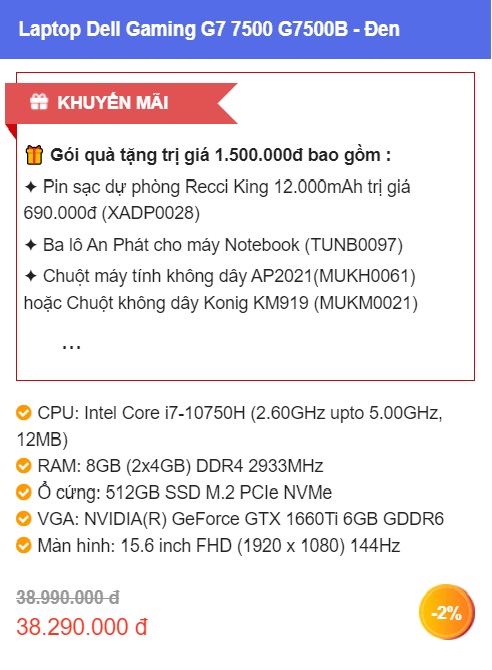 Laptop Dell Gaming G7 7500 G7500B - Đen
KHUYẾN MÃI
Gói quà tặng trị giá 1.500.000đ bao gồm :
✦ Pin sạc dự phòng Recci King 12.000mAh trị giá
690.000đ (XADP0028)
✦ Ba lô An Phát cho máy Notebook (TUNB0097)
✦ Chuột máy tính không dây AP2021(MUKH0061)
hoặc Chuột không dây Konig KM919 (MUKM0021)
...
CPU: Intel Core i7-10750H (2.60GHz upto 5.00GHz,
12MB)
RAM: 8GB (2x4GB) DDR4 2933MHz
Ổ cứng: 512GB SSD M.2 PCIe NVMe
VGA: NVIDIA(R) GeForce GTX 1660Ti 6GB GDDR6
Màn hình: 15.6 inch FHD (1920 x 1080) 144Hz
38.990.000 đ
-2%
38.290.000 đ